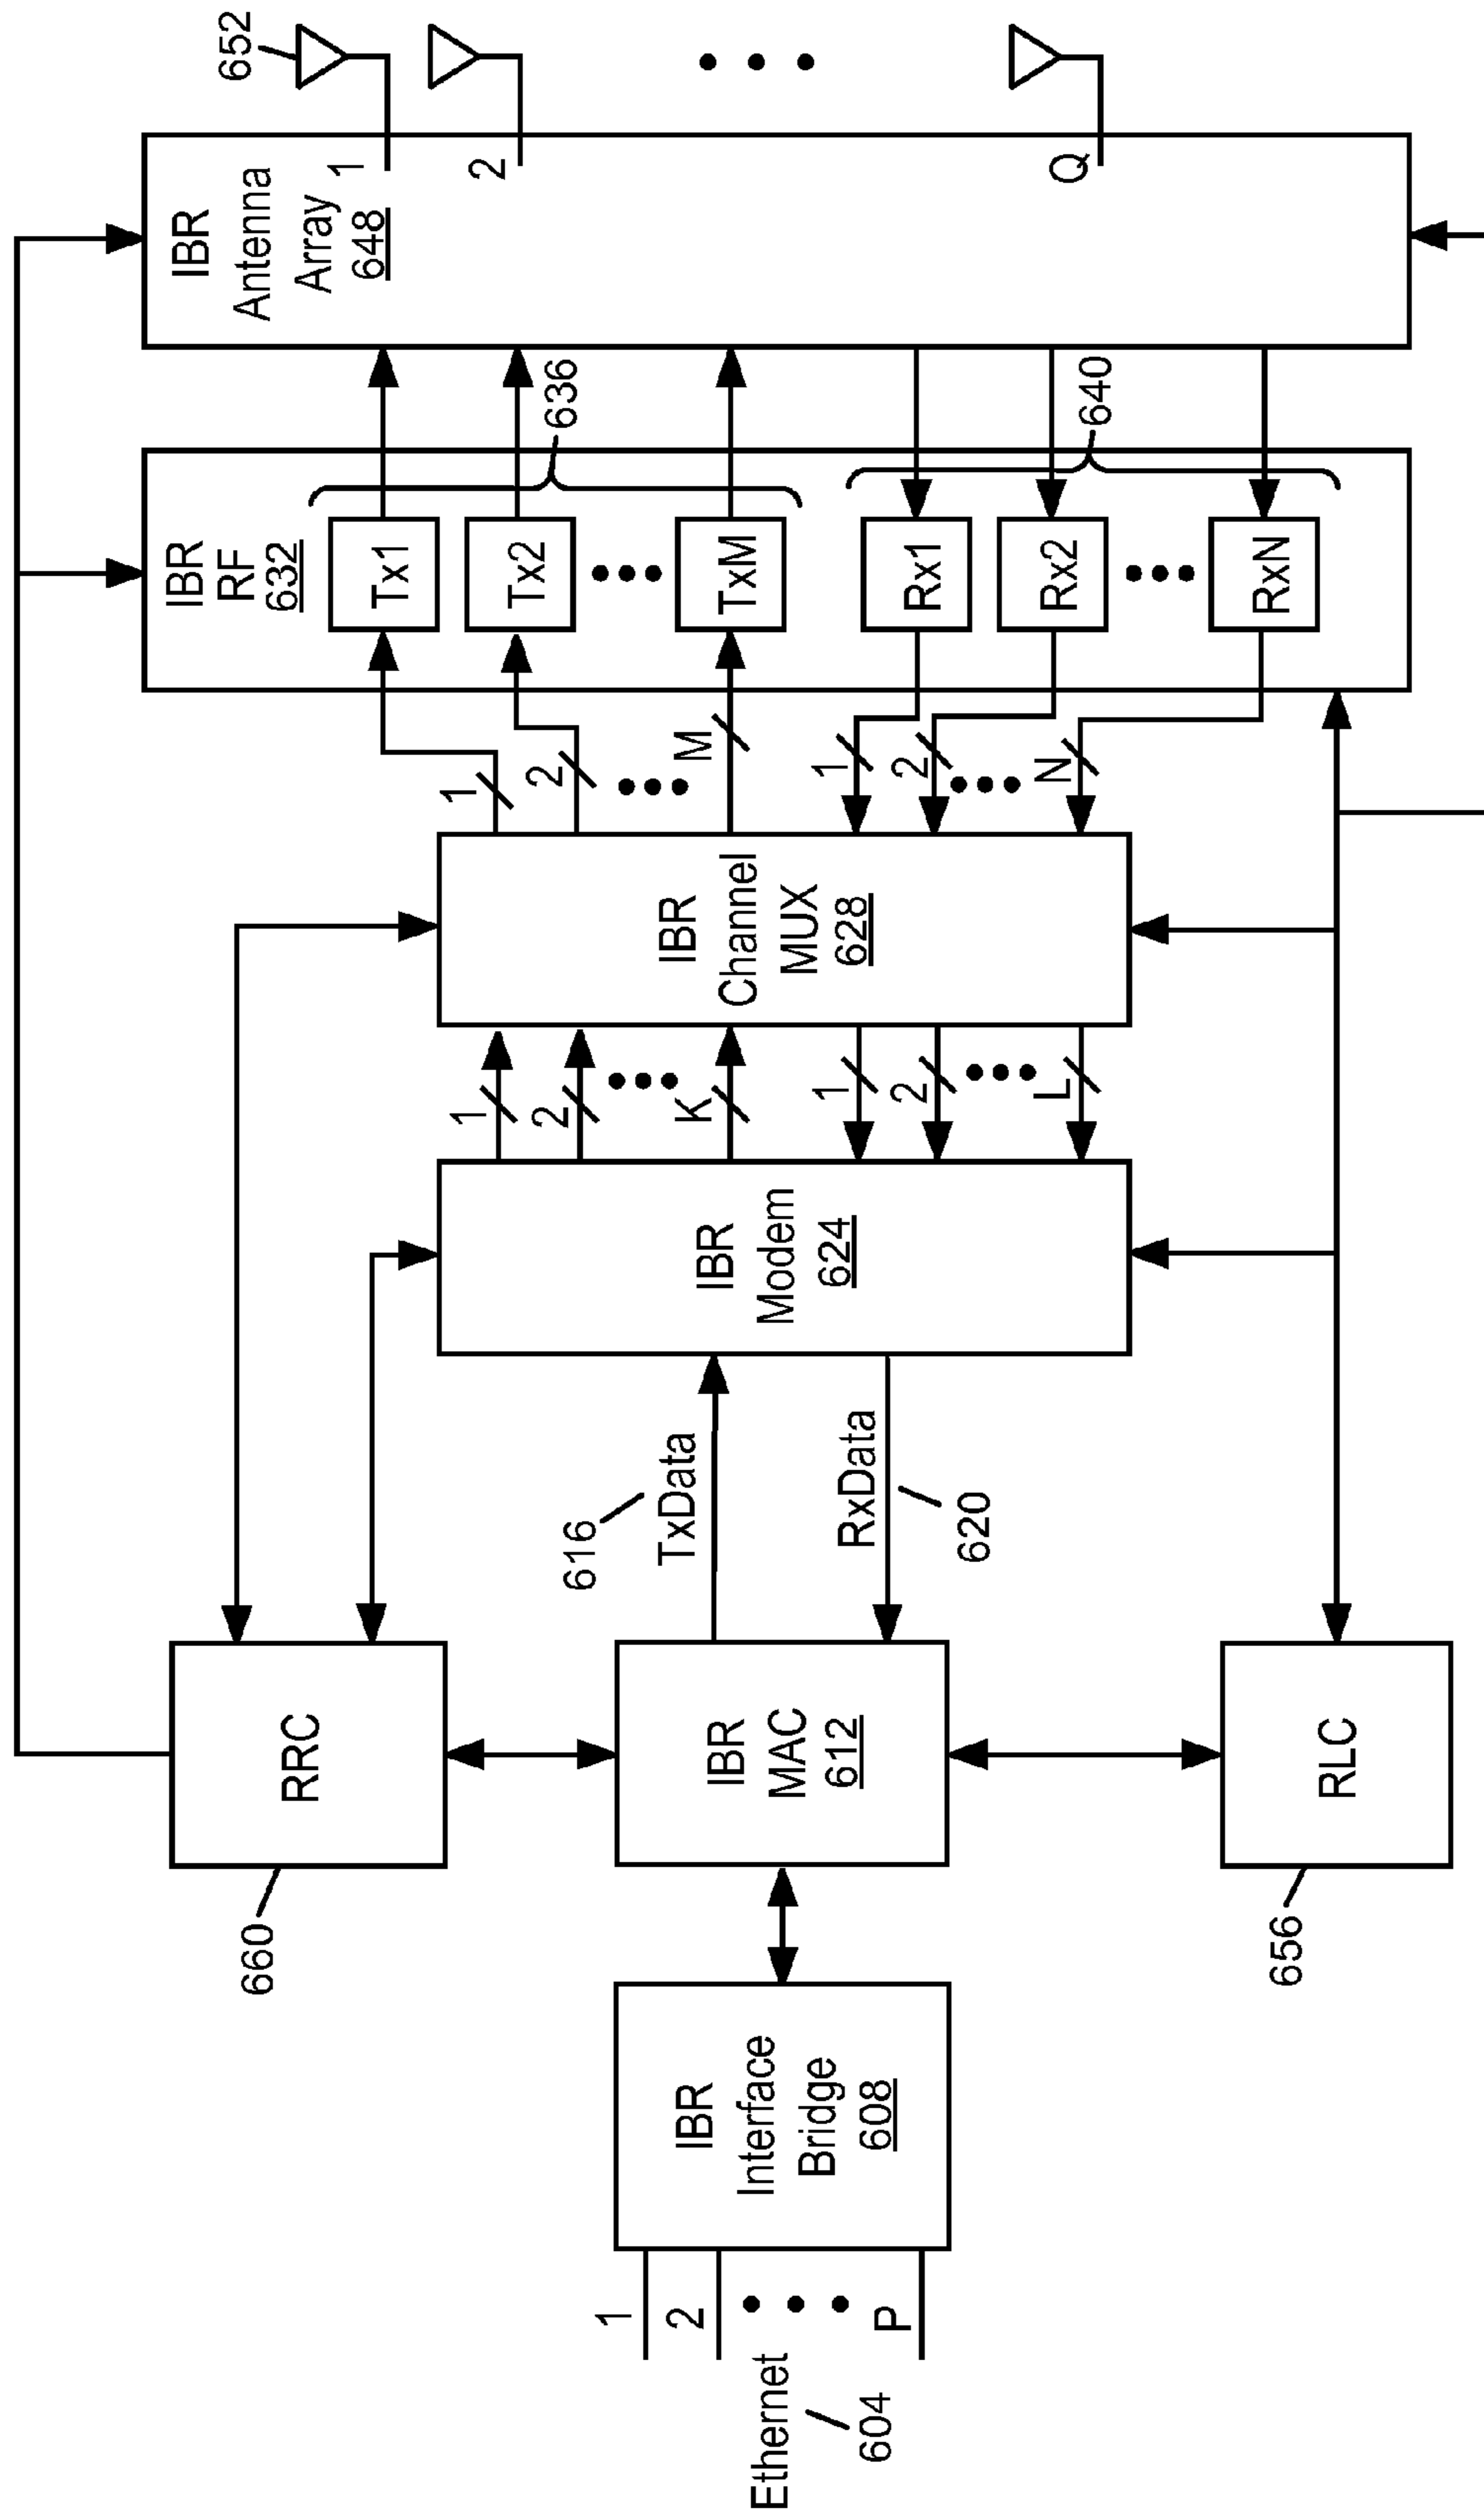 Ethernet
604
1
2
P
IBR
Interface
Bridge
608
660
RRC
IBR
MAC
612
656
RLC
616
TxData
RxData
620
IBR
Modem
624
1
2
K
1
2
L
IBR
Channel
MUX
628
1
2
M
1
2
N
IBR
RF
632
Tx1
Tx2
TxM
Rx1
Rx2
RxN
636
640
IBR
Antenna
Array
648
1
2
Q
652